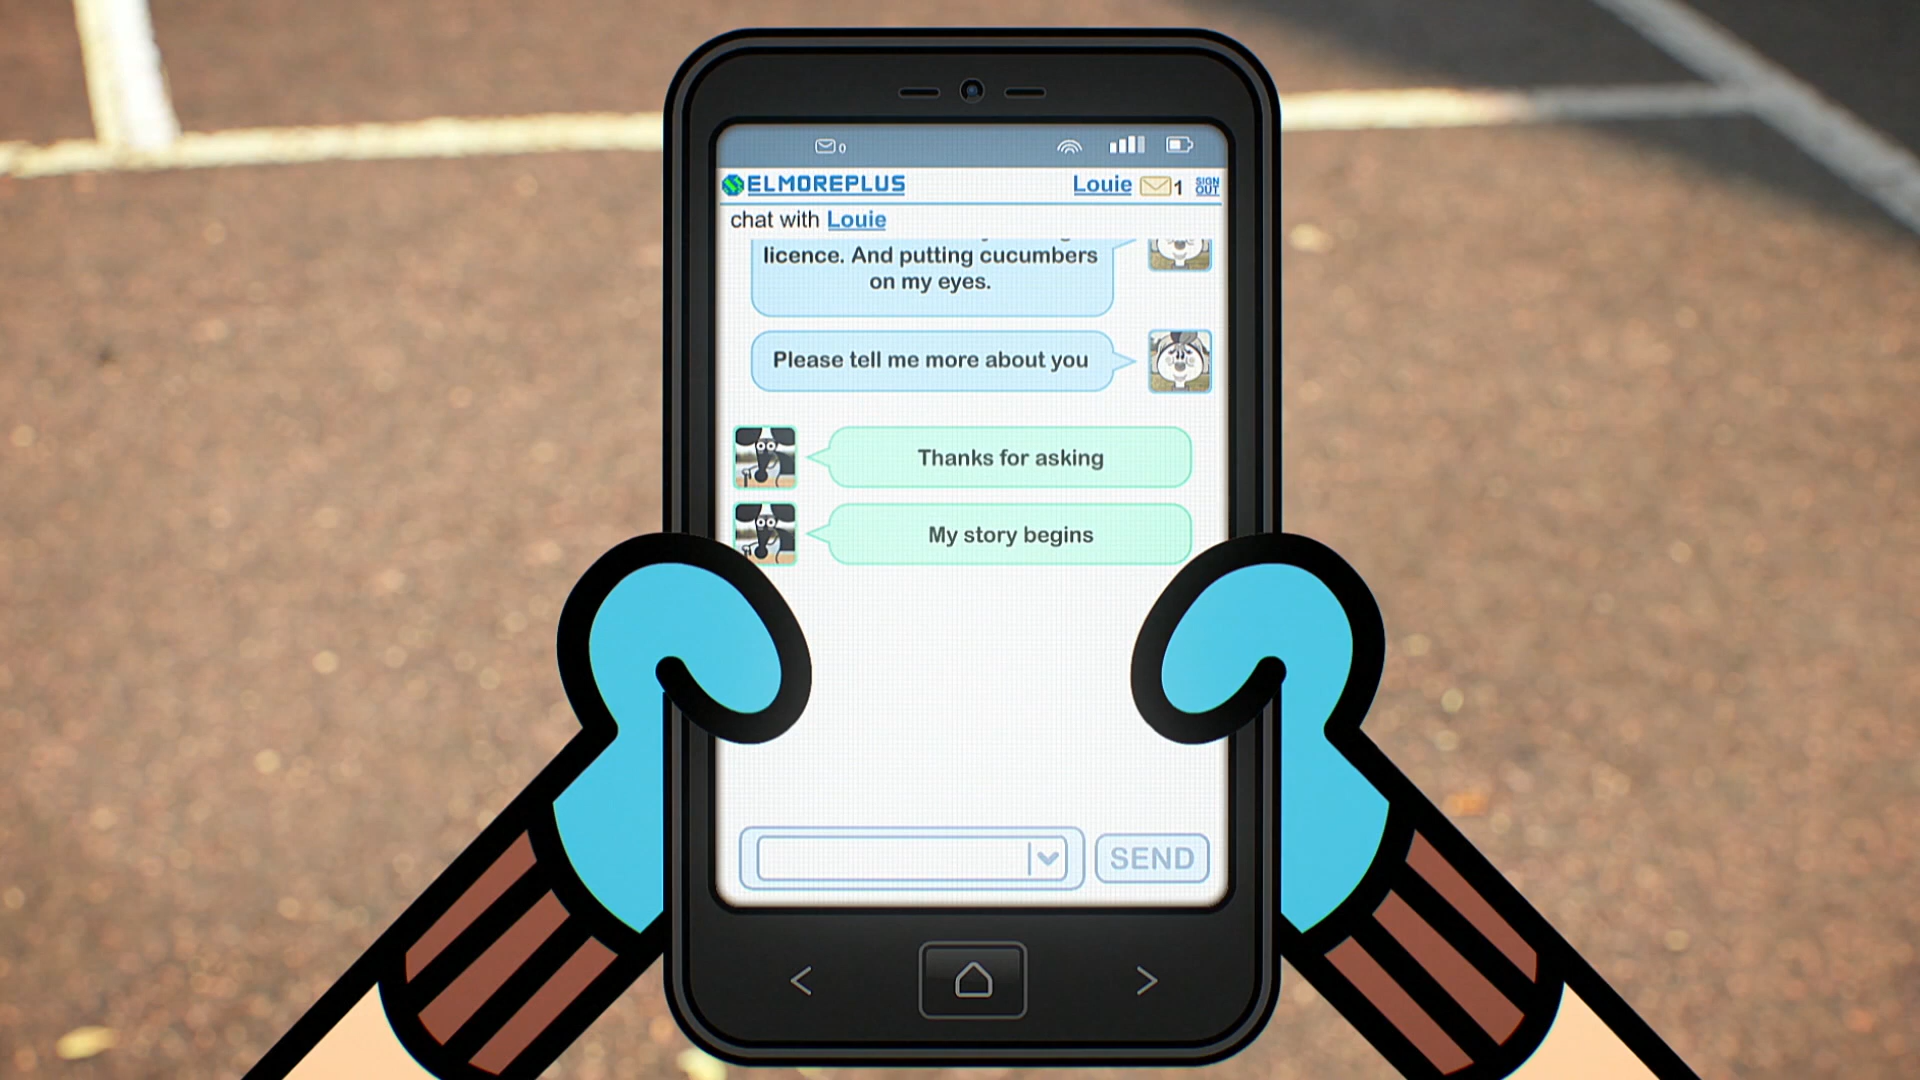 0
ELMOREPLUS
Louie 1 SIGN OUT
chat with Louie
licence. And putting cucumbers
on my eyes.
Please tell me more about you
Thanks for asking
My story begins
SEND